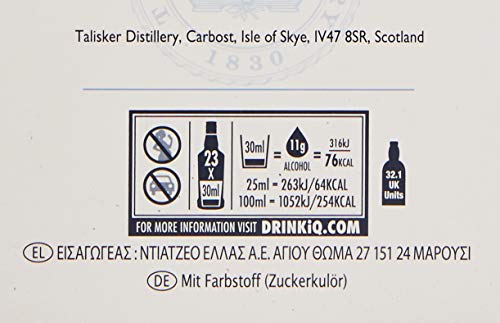 Talisker Distillery, Carbost, Isle of Skye, IV47 8SR, Scotland
1830
23
X
30ml
30ml = 11g ALCOHOL = 316kJ/76KCAL
25ml = 263kJ/64KCAL
100ml = 1052kJ/254KCAL
32.1
UK
Units
FOR MORE INFORMATION VISIT DRINKiQ.COM
EL ΕΙΣΑΓΩΓΕΑΣ : ΝΤΙΑΤΖΕΟ ΕΛΛΑΣ Α.Ε. ΑΓΙΟΥ ΘΩΜΑ 27 151 24 ΜΑΡΟΥΣΙ
DE Mit Farbstoff (Zuckerkulör)